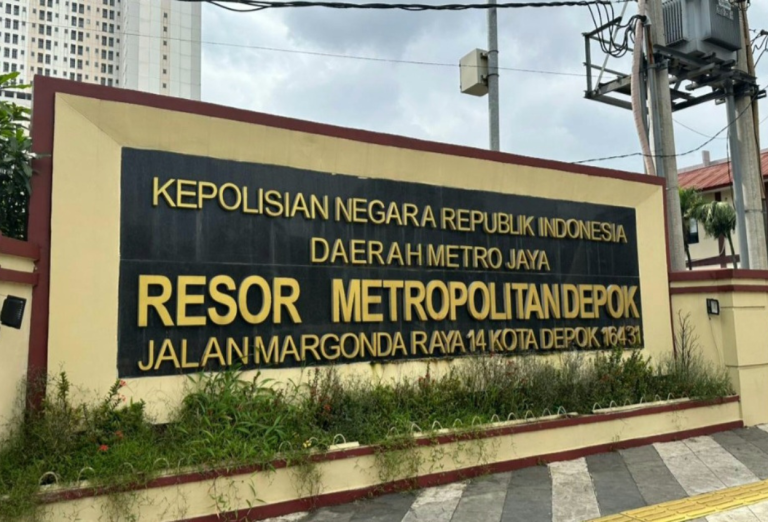 KEPOLISIAN NEGARA REPUBLIK INDONESIA
DAERAH METRO JAYA
RESOR METROPOLITAN DEPOK
JALAN MARGONDA RAYA 14 KOTA DEPOK 16431